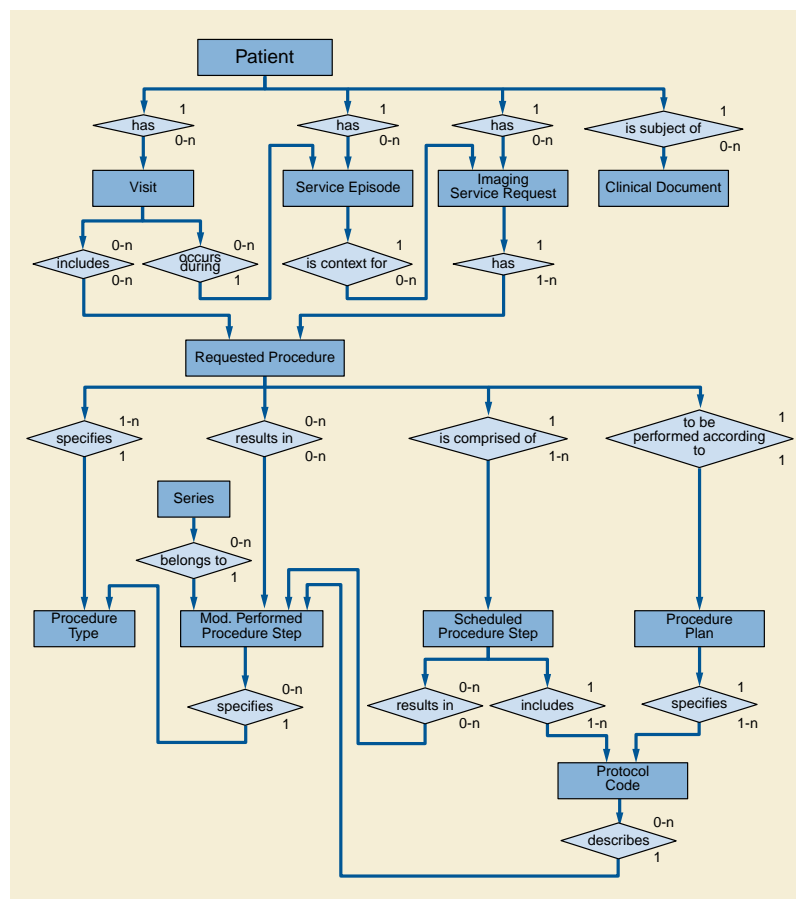 Patient
1
1
1
1
has
has
has
is subject of
0-n
0-n
0-n
0-n
Visit
Service Episode
Imaging
Service Request
Clinical Document
0-n
0-n
1
1
includes
occurs
during
is context for
has
0-n
1
0-n
1-n
Requested Procedure
1-n
0-n
1
1
specifies
results in
is comprised of
to be
performed according
to
1
0-n
1-n
1
Series
0-n
belongs to
1
Procedure
Type
Mod. Performed
Procedure Step
Scheduled
Procedure Step
Procedure
Plan
0-n
0-n
1
1
specifies
results in
includes
specifies
1
0-n
1-n
1-n
Protocol
Code
0-n
describes
1